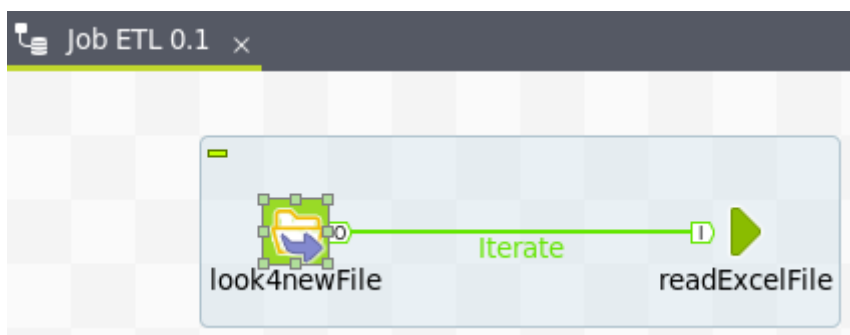 Job ETL 0.1 ×
O
Iterate
I
look4newFile
readExcelFile